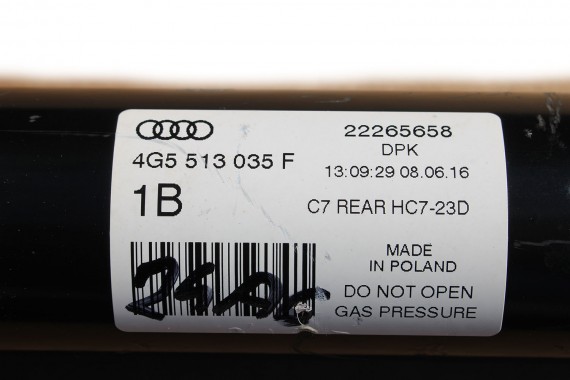 4G5 513 035 F
1B
22265658
DPK
13:09:29 08.06.16
C7 REAR HC7-23D
MADE
IN POLAND
DO NOT OPEN
GAS PRESSURE